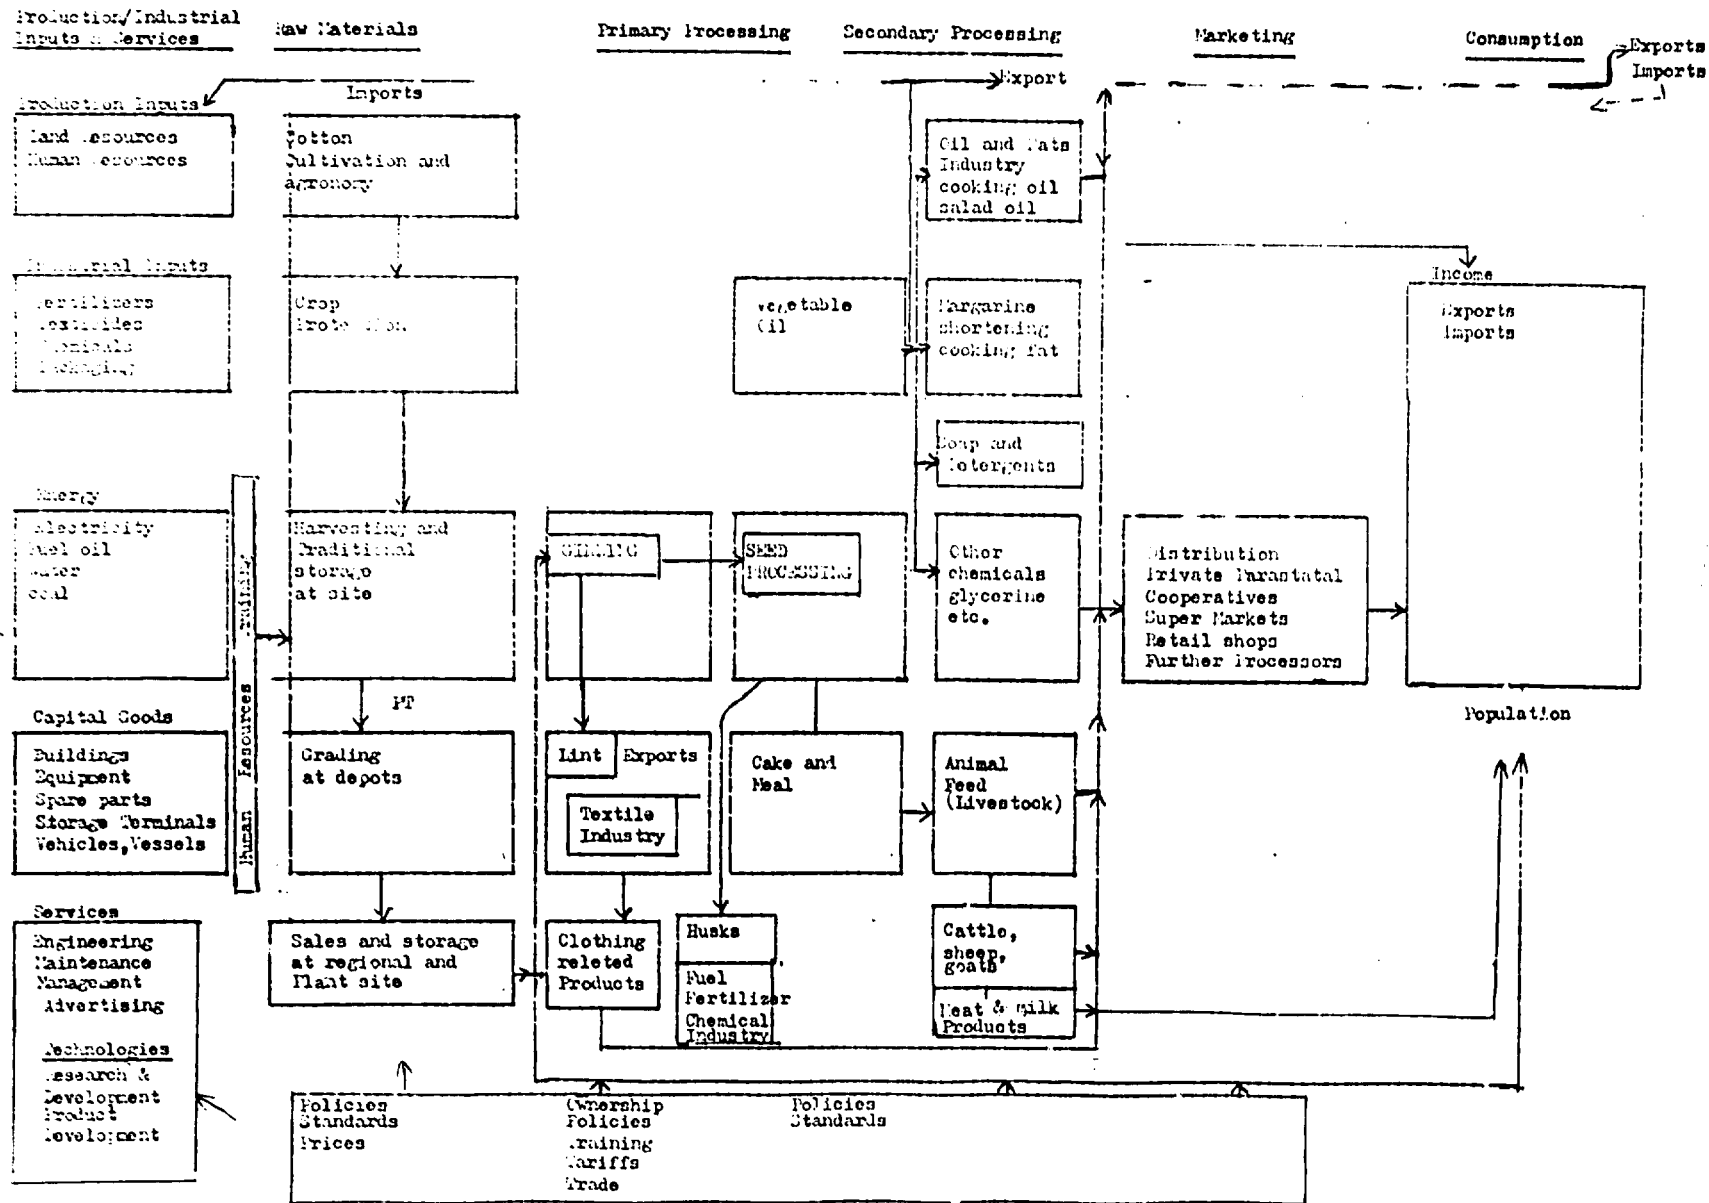 Production/Industrial
Inputs & Services
Raw Materials
Primary Processing
Secondary Processing
Marketing
Consumption
Exports
Imports
Imports
Export
Production Inputs
Land Resources
Human Resources
Cotton
Cultivation and
agronomy
Oil and Fats
Industry
cooking oil
salad oil
Industrial Inputs
Fertilizers
Pesticides
Chemicals
Packaging
Crop
Protection
Vegetable
Oil
Margarine
shortening
cooking fat
Income
Exports
Imports
Soap and
Detergents
Energy
Electricity
Fuel oil
Water
coal
Human Resources Training
Harvesting and
Traditional
storage
at site
GINNING
SEED
PROCESSING
Other
chemicals
glycerine
etc.
Distribution
Private Parastatal
Cooperatives
Super Markets
Retail shops
Further Processors
PT
Population
Capital Goods
Buildings
Equipment
Spare parts
Storage Terminals
Vehicles,Vessels
Grading
at depots
Lint
Exports
Textile
Industry
Cake and
Meal
Animal
Feed
(Livestock)
Services
Engineering
Maintenance
Management
Advertising
Technologies
Research &
Development
Product
Development
Sales and storage
at regional and
Plant site
Clothing
releted
Products
Husks
Fuel
Fertilizer
Chemical
Industry
Cattle,
sheep,
goats
Meat & Milk
Products
Policies
Standards
Prices
Ownership
Policies
Training
Tariffs
Trade
Policies
Standards